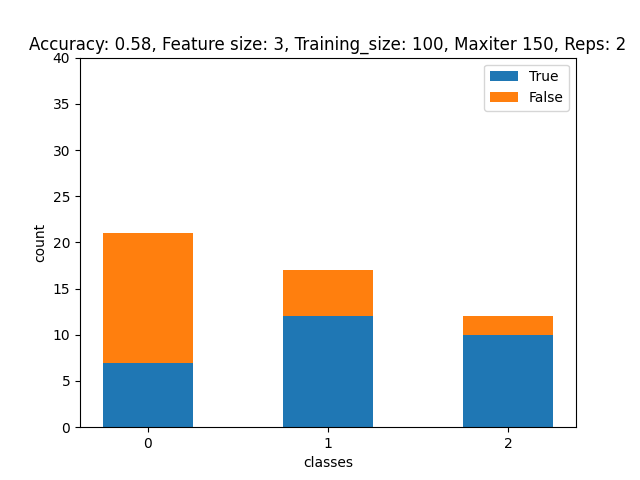 Accuracy: 0.58, Feature size: 3, Training_size: 100, Maxiter 150, Reps: 2
40
35
30
25
20
15
10
5
0
count
True
False
0 1 2
classes